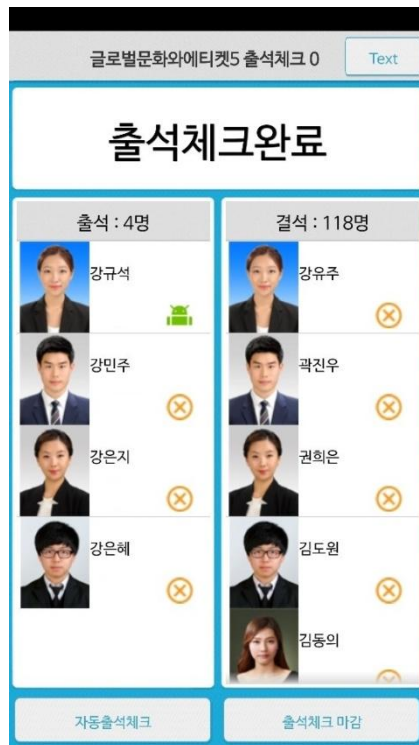 글로벌문화와에티켓5 출석체크 0
Text
출석체크완료
출석 : 4명
강규석
강민주
강은지
강은혜
결석 : 118명
강유주
곽진우
권희은
김도원
김동의
자동출석체크
출석체크 마감